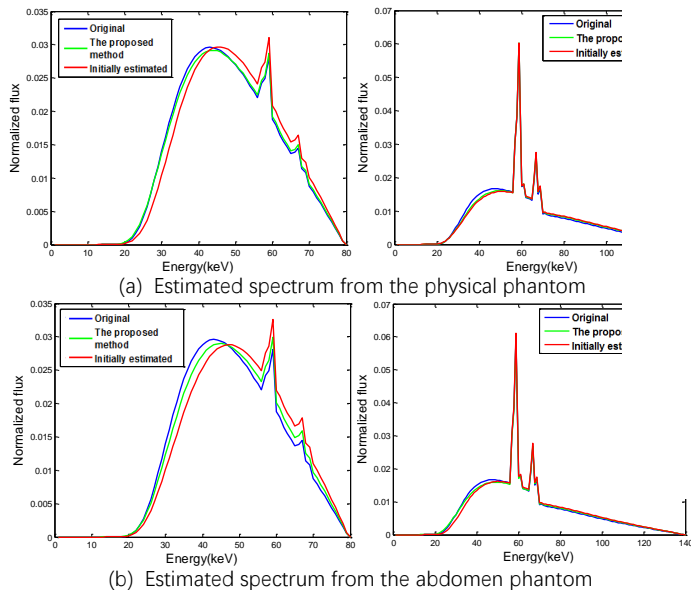 0.035
0.03
0.025
0.02
0.015
0.01
0.005
0
Normalized flux
Original
The proposed
method
Initially estimated
0 10 20 30 40 50 60 70 80
Energy(keV)
0.07
0.06
0.05
0.04
0.03
0.02
0.01
0
Normalized flux
Original
The propo
Initially est
0 20 40 60 80 100
Energy(keV)
(a) Estimated spectrum from the physical phantom
0.035
0.03
0.025
0.02
0.015
0.01
0.005
0
Normalized flux
Original
The proposed
method
Initially estimated
0 10 20 30 40 50 60 70 80
Energy(keV)
0.07
0.06
0.05
0.04
0.03
0.02
0.01
0
Normalized flux
Original
The propo
Initially est
0 20 40 60 80 100 120 140
Energy(keV)
(b) Estimated spectrum from the abdomen phantom